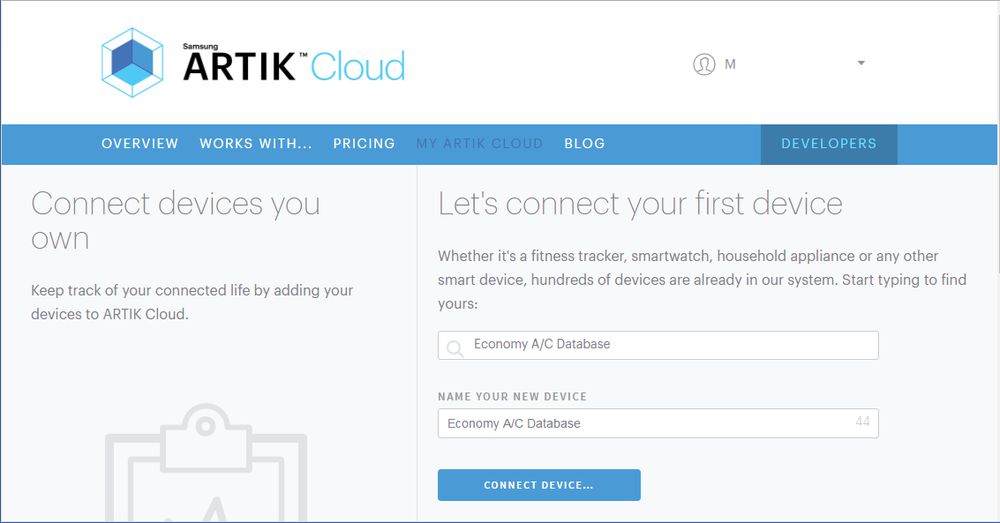 Samsung
ARTIK™ Cloud
M
OVERVIEW WORKS WITH... PRICING MY ARTIK CLOUD BLOG DEVELOPERS
Connect devices you
own
Keep track of your connected life by adding your
devices to ARTIK Cloud.
Let's connect your first device
Whether it's a fitness tracker, smartwatch, household appliance or any other
smart device, hundreds of devices are already in our system. Start typing to find
yours:
Economy A/C Database
NAME YOUR NEW DEVICE
Economy A/C Database 44
CONNECT DEVICE...